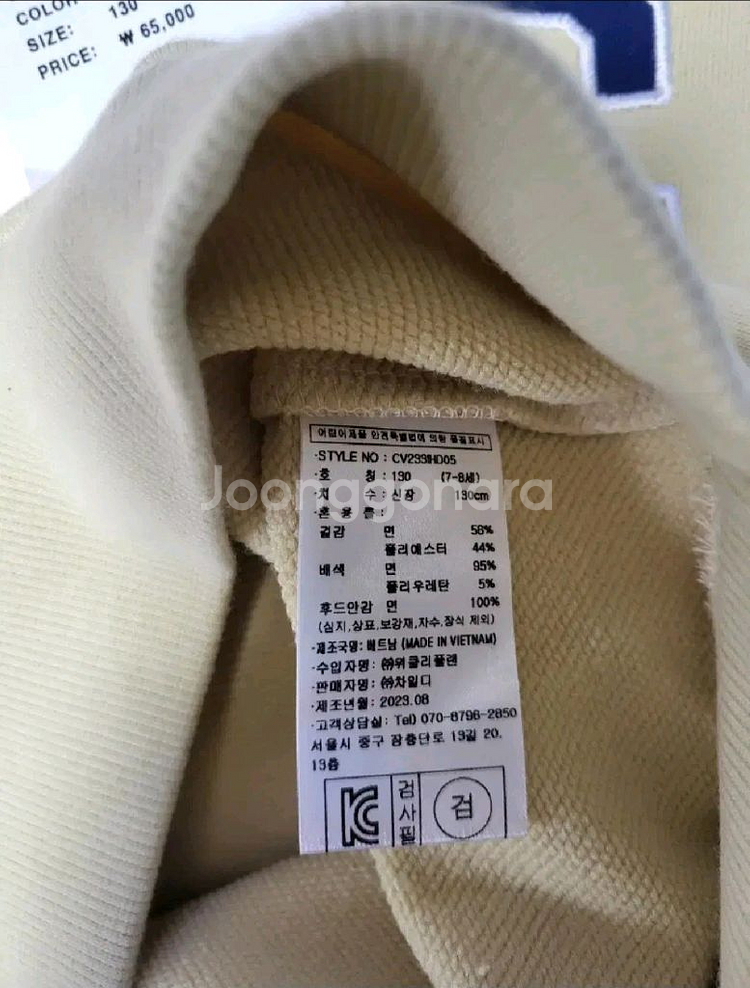 COLOR
SIZE: 130
PRICE: ₩ 65,000
어린이제품 안전특별법에 의한 품질표시
·STYLE NO : CV233IHD05
·호 칭 : 130 (7-8세)
·치 수 : 신장 130cm
·혼 용 률 :
겉감 면 56%
폴리에스터 44%
배색 면 95%
폴리우레탄 5%
후드안감 면 100%
(심지,상표,보강재,자수,장식 제외)
·제조국명: 베트남 (MADE IN VIETNAM)
·수입자명: ㈜위클리플랜
·판매자명: ㈜차일디
·제조년월: 2023.08
·고객상담실: Tel) 070-8796-2850
서울시 중구 장충단로 13길 20,
13층
KC 검사필 검
Joonggonara